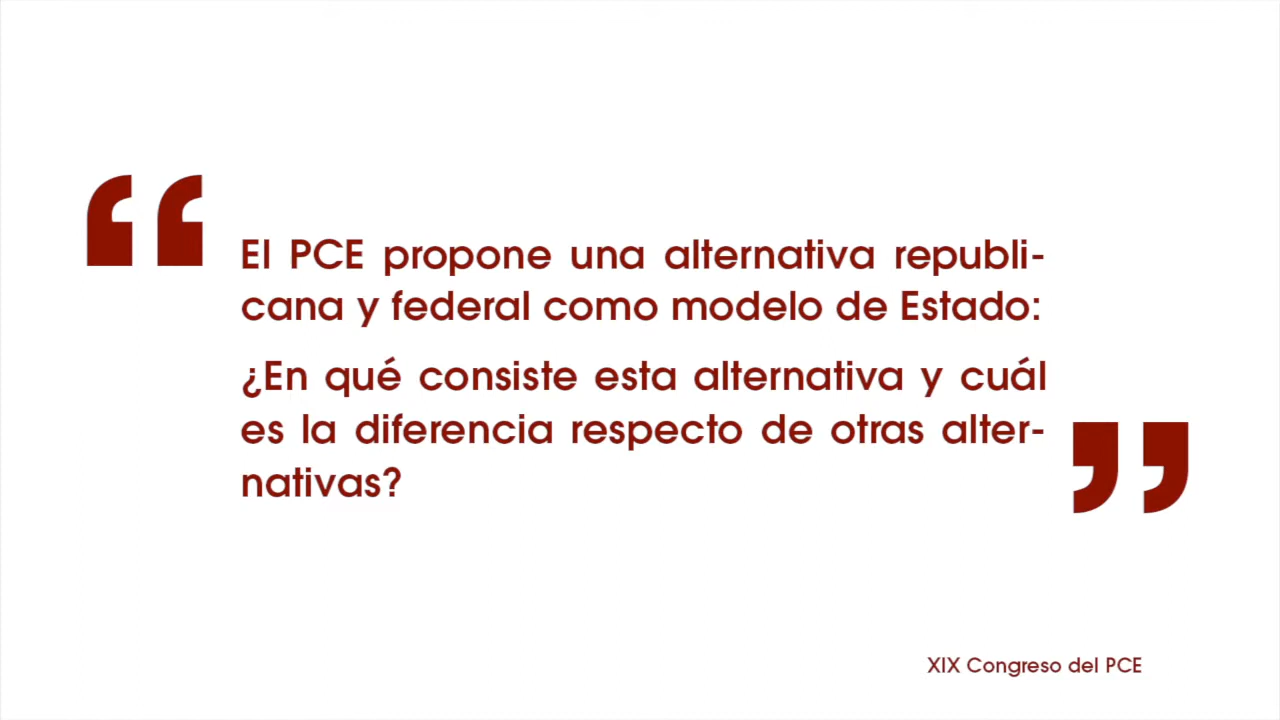 “
El PCE propone una alternativa republi-
cana y federal como modelo de Estado:
¿En qué consiste esta alternativa y cuál
es la diferencia respecto de otras alter-
nativas?
”
XIX Congreso del PCE